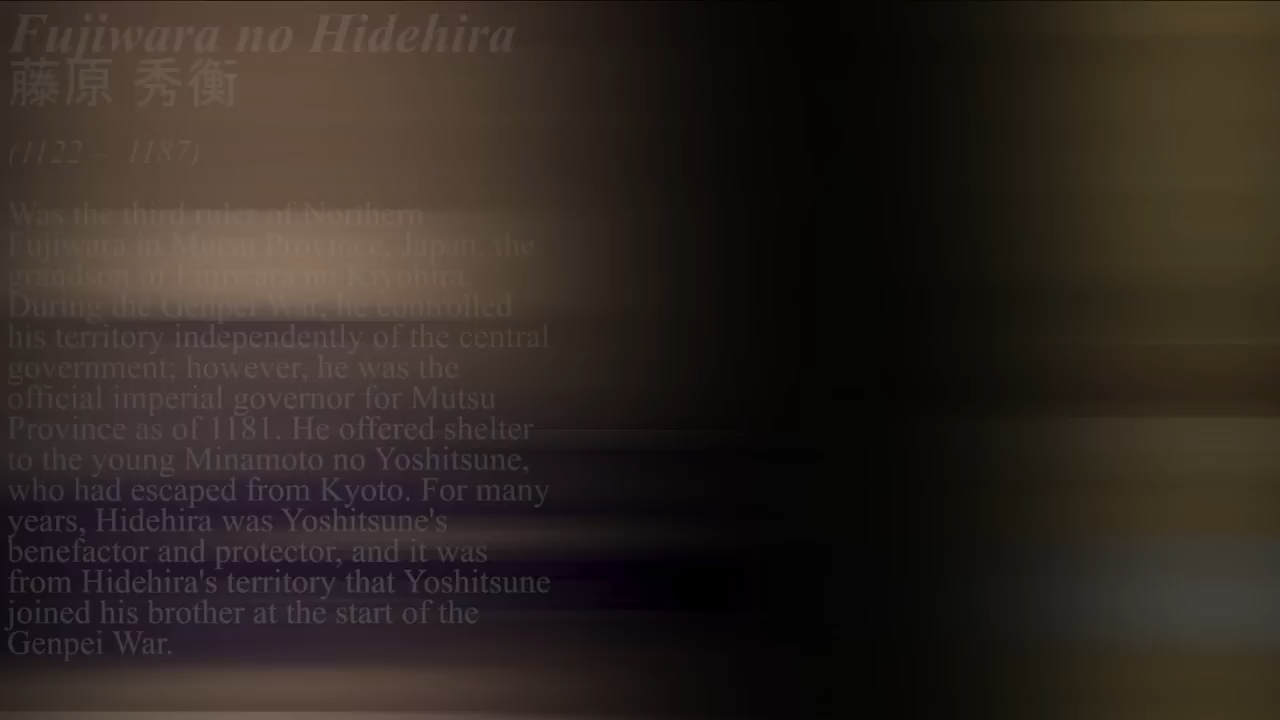 Fujiwara no Hidehira
藤原 秀衡
(1122 – 1187)
Was the third ruler of Northern
Fujiwara in Mutsu Province, Japan, the
grandson of Fujiwara no Kiyohira.
During the Genpei War, he controlled
his territory independently of the central
government; however, he was the
official imperial governor for Mutsu
Province as of 1181. He offered shelter
to the young Minamoto no Yoshitsune,
who had escaped from Kyoto. For many
years, Hidehira was Yoshitsune's
benefactor and protector, and it was
from Hidehira's territory that Yoshitsune
joined his brother at the start of the
Genpei War.